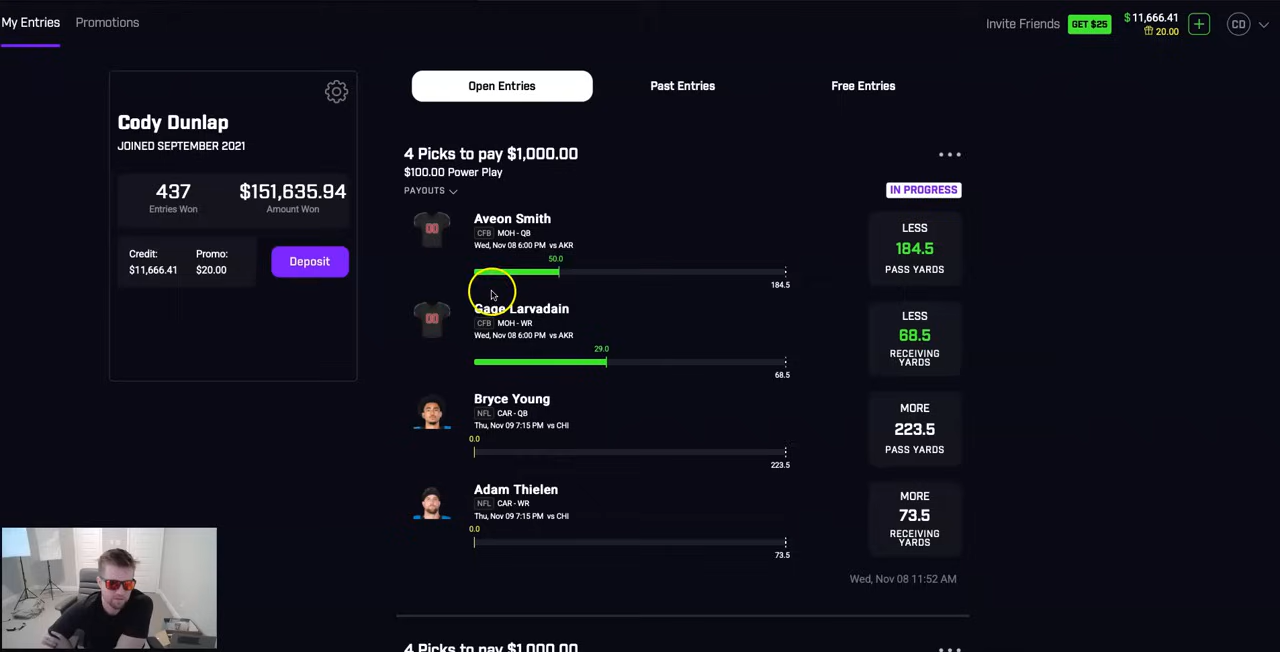 My Entries
Promotions
Invite Friends
GET $25
$ 11,666.41
20.00
+
CD
Cody Dunlap
JOINED SEPTEMBER 2021
437
Entries Won
$151,635.94
Amount Won
Credit:
$11,666.41
Promo:
$20.00
Deposit
Open Entries
Past Entries
Free Entries
4 Picks to pay $1,000.00
$100.00 Power Play
PAYOUTS
IN PROGRESS
00
Aveon Smith
CFB MOH - QB
Wed, Nov 08 6:00 PM vs AKR
50.0
184.5
LESS
184.5
PASS YARDS
00
Gage Larvadain
CFB MOH - WR
Wed, Nov 08 6:00 PM vs AKR
29.0
68.5
LESS
68.5
RECEIVING
YARDS
Bryce Young
NFL CAR - QB
Thu, Nov 09 7:15 PM vs CHI
0.0
223.5
MORE
223.5
PASS YARDS
Adam Thielen
NFL CAR - WR
Thu, Nov 09 7:15 PM vs CHI
0.0
73.5
MORE
73.5
RECEIVING
YARDS
Wed, Nov 08 11:52 AM
4 Picks to pay $1,000.00